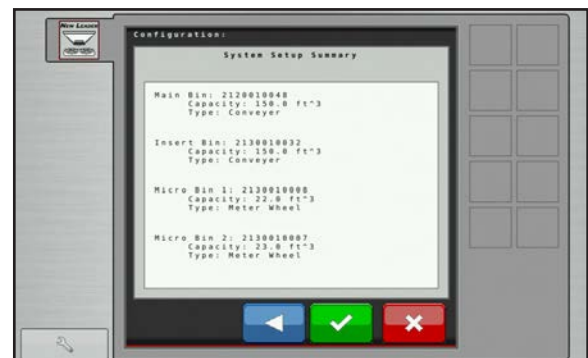 New Leader
Configuration:
System Setup Summary
Main Bin: 2120010048
Capacity: 150.0 ft^3
Type: Conveyer
Insert Bin: 2130010032
Capacity: 150.0 ft^3
Type: Conveyer
Micro Bin 1: 2130010008
Capacity: 22.0 ft^3
Type: Meter Wheel
Micro Bin 2: 2130010007
Capacity: 23.0 ft^3
Type: Meter Wheel